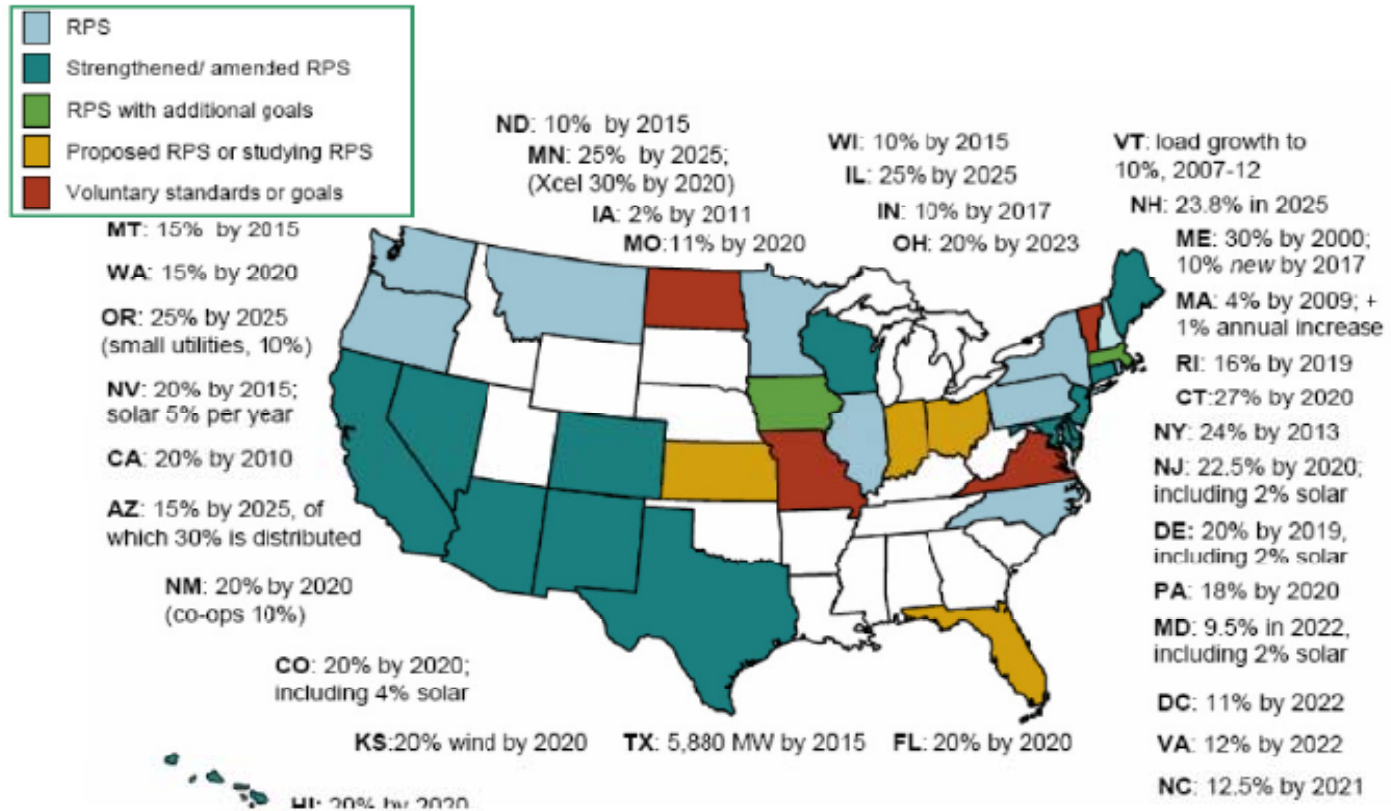 RPS
Strengthened/ amended RPS
RPS with additional goals
Proposed RPS or studying RPS
Voluntary standards or goals
MT: 15% by 2015
WA: 15% by 2020
OR: 25% by 2025
(small utilities, 10%)
NV: 20% by 2015;
solar 5% per year
CA: 20% by 2010
AZ: 15% by 2025, of
which 30% is distributed
NM: 20% by 2020
(co-ops 10%)
CO: 20% by 2020;
including 4% solar
ND: 10% by 2015
MN: 25% by 2025;
(Xcel 30% by 2020)
IA: 2% by 2011
MO:11% by 2020
WI: 10% by 2015
IL: 25% by 2025
IN: 10% by 2017
OH: 20% by 2023
VT: load growth to
10%, 2007-12
NH: 23.8% in 2025
ME: 30% by 2000;
10% new by 2017
MA: 4% by 2009; +
1% annual increase
RI: 16% by 2019
CT:27% by 2020
NY: 24% by 2013
NJ: 22.5% by 2020;
including 2% solar
DE: 20% by 2019,
including 2% solar
PA: 18% by 2020
MD: 9.5% in 2022,
including 2% solar
DC: 11% by 2022
VA: 12% by 2022
NC: 12.5% by 2021
KS:20% wind by 2020
TX: 5,880 MW by 2015
FL: 20% by 2020
HI: 20% by 2020